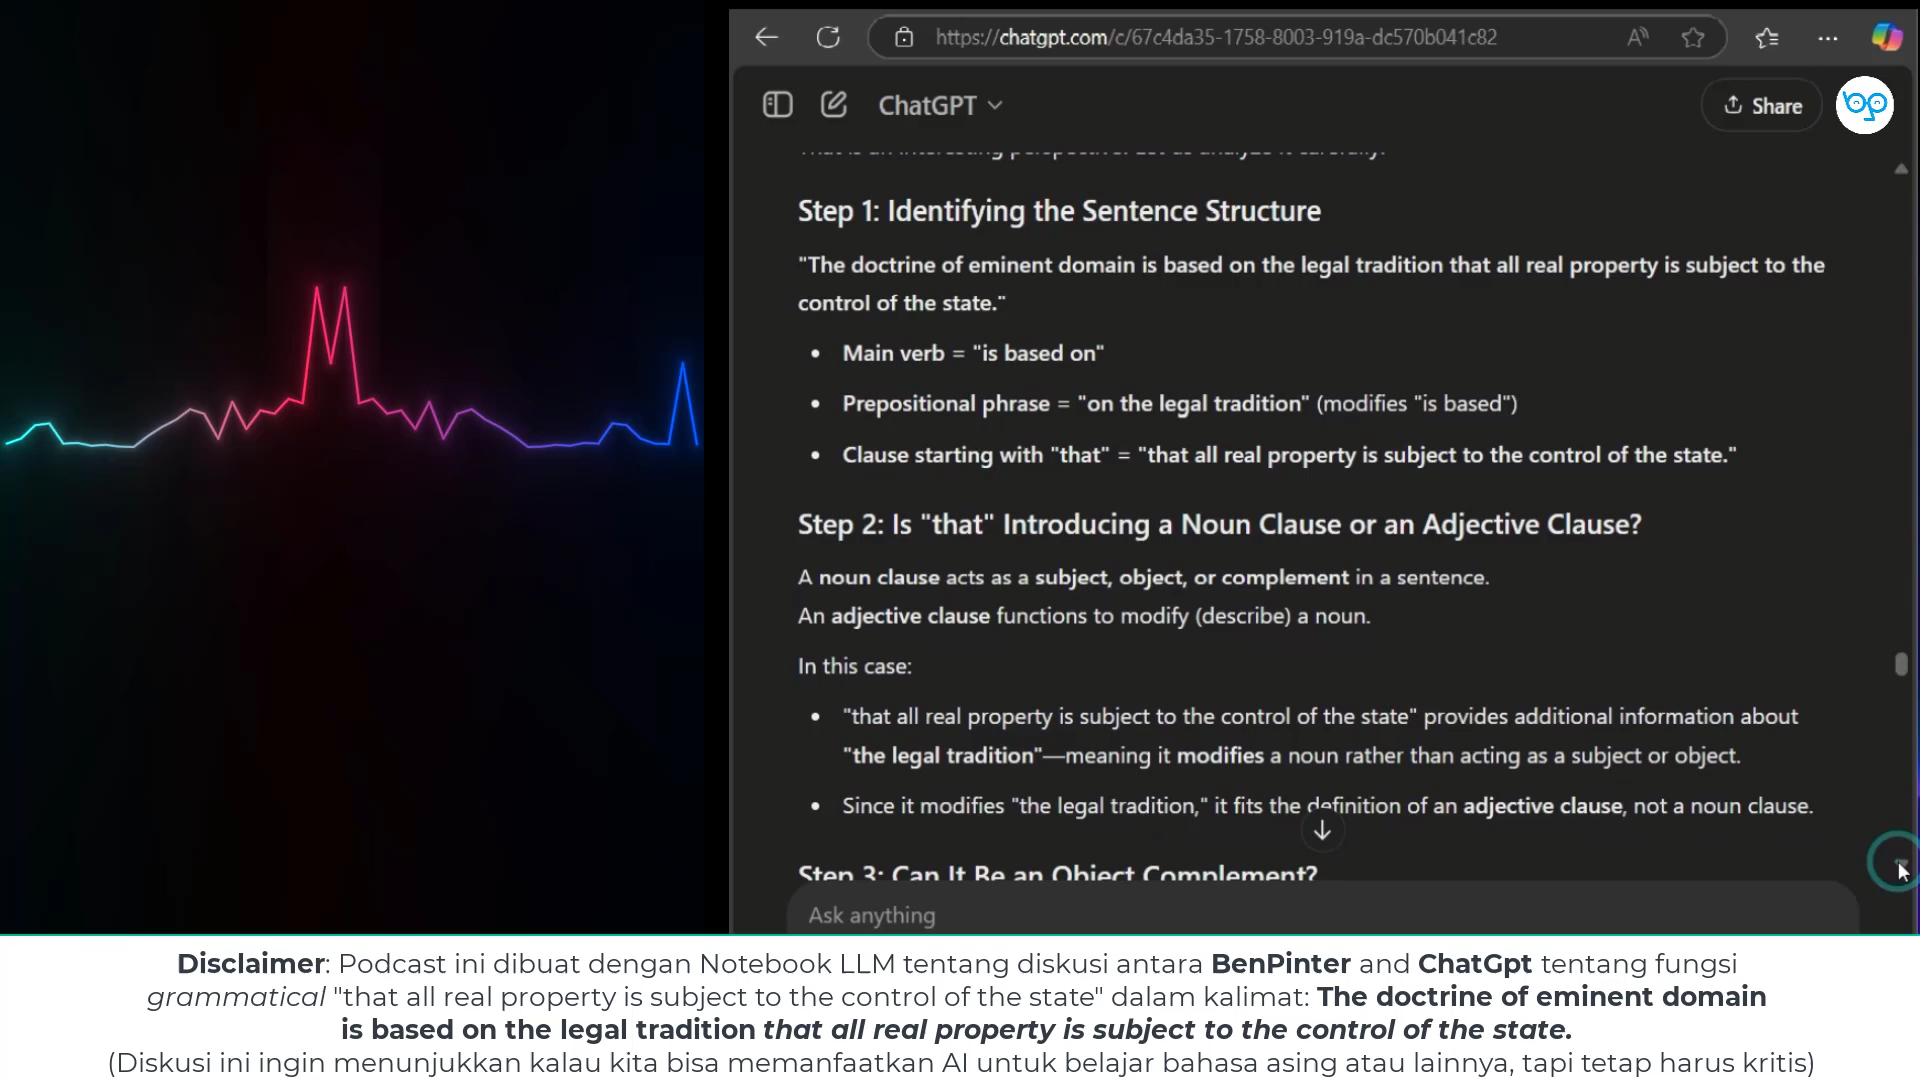 https://chatgpt.com/c/67c4da35-1758-8003-919a-dc570b041c82
ChatGPT
Share
That is an interesting perspective. Let us analyze it carefully.
Step 1: Identifying the Sentence Structure
"The doctrine of eminent domain is based on the legal tradition that all real property is subject to the
control of the state."
Main verb = "is based on"
Prepositional phrase = "on the legal tradition" (modifies "is based")
Clause starting with "that" = "that all real property is subject to the control of the state."
Step 2: Is "that" Introducing a Noun Clause or an Adjective Clause?
A noun clause acts as a subject, object, or complement in a sentence.
An adjective clause functions to modify (describe) a noun.
In this case:
"that all real property is subject to the control of the state" provides additional information about
"the legal tradition"—meaning it modifies a noun rather than acting as a subject or object.
Since it modifies "the legal tradition," it fits the definition of an adjective clause, not a noun clause.
Step 3: Can It Be an Object Complement?
Ask anything
Disclaimer: Podcast ini dibuat dengan Notebook LLM tentang diskusi antara BenPinter and ChatGpt tentang fungsi
grammatical "that all real property is subject to the control of the state" dalam kalimat: The doctrine of eminent domain
is based on the legal tradition that all real property is subject to the control of the state.
(Diskusi ini ingin menunjukkan kalau kita bisa memanfaatkan AI untuk belajar bahasa asing atau lainnya, tapi tetap harus kritis)